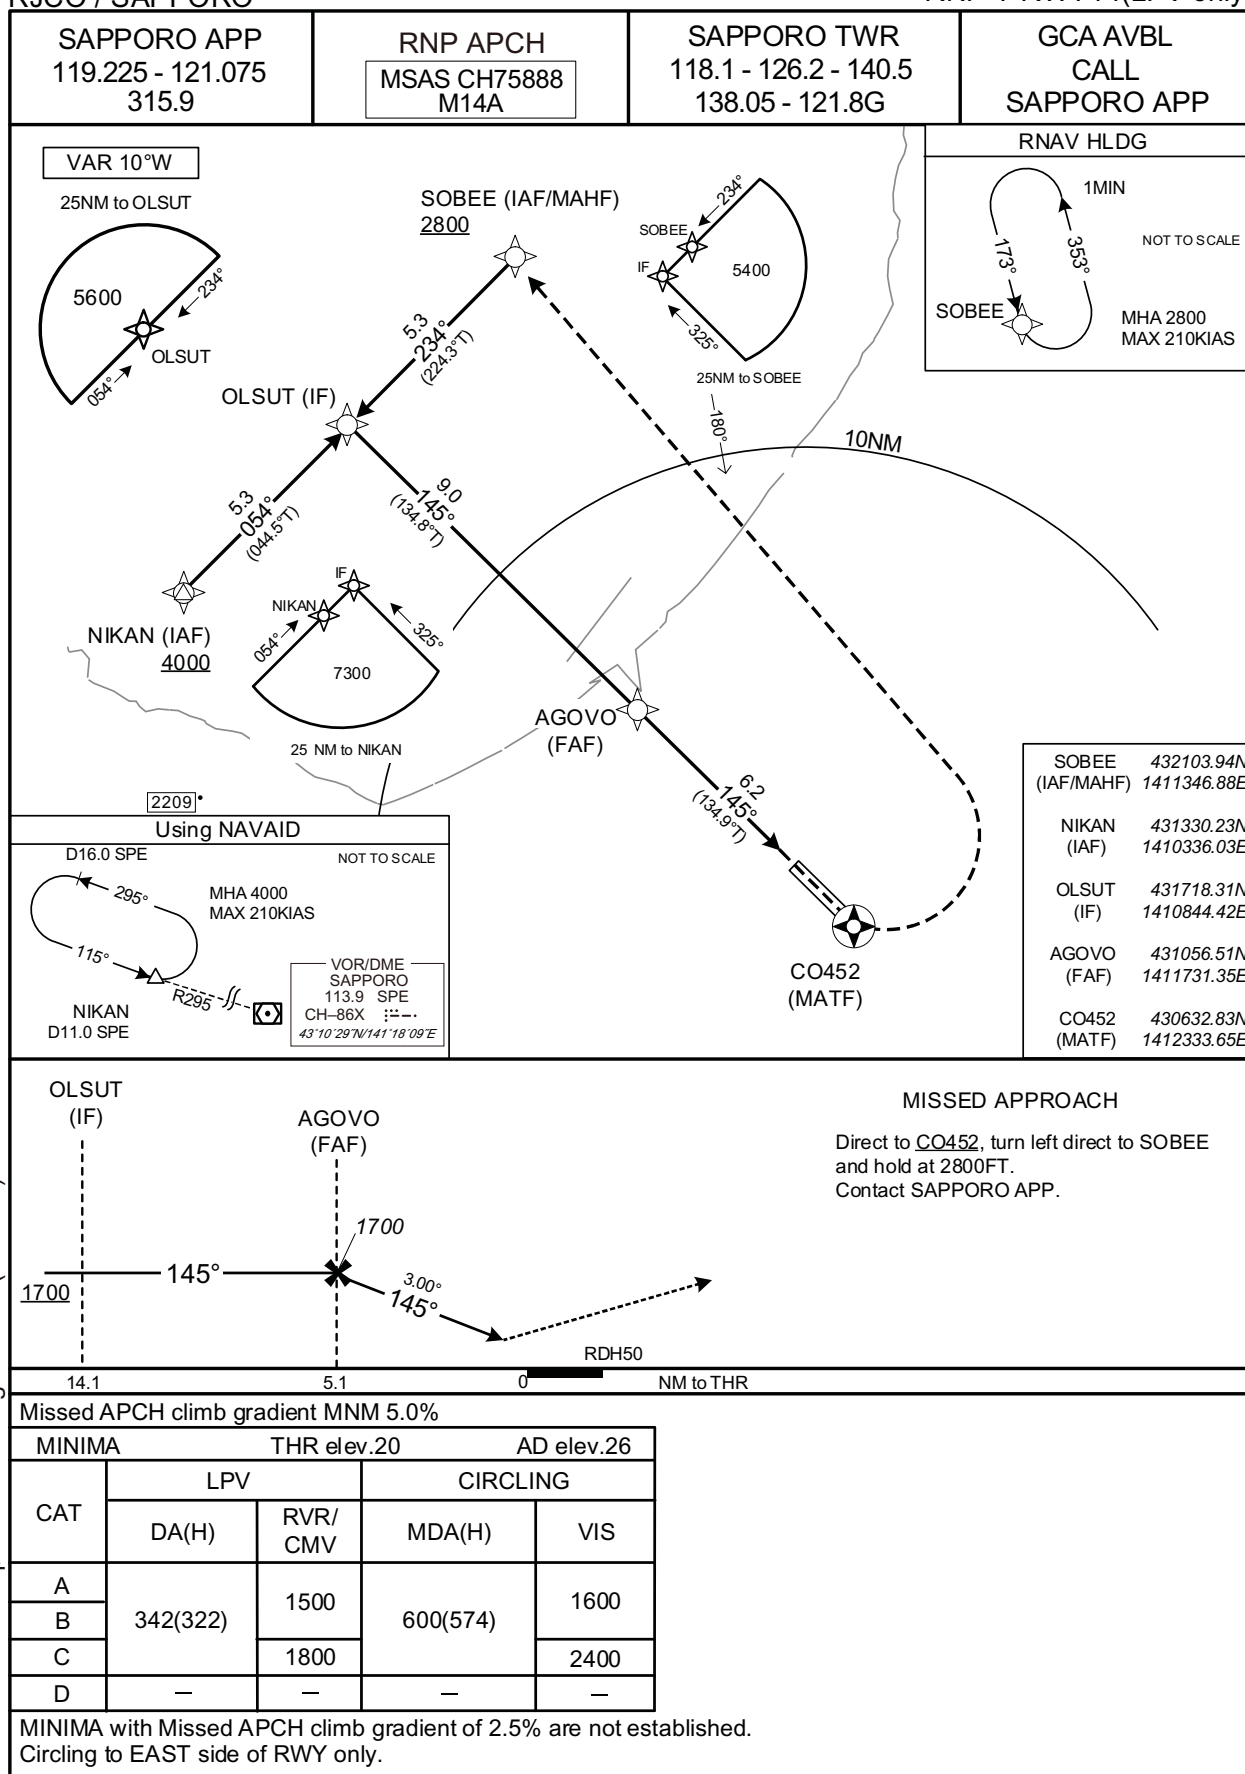 RJCO / SAPPORO
SAPPORO APP
119.225 - 121.075
315.9
RNP APCH
MSAS CH75888
M14A
SAPPORO TWR
118.1 - 126.2 - 140.5
138.05 - 121.8G
GCA AVBL
CALL
SAPPORO APP
VAR 10°W
25NM to OLSUT
5600
234°
OLSUT
054°
SOBEE (IAF/MAHF)
2800
234°
SOBEE
IF
5400
325°
25NM to SOBEE
180°
RNAV HLDG
1MIN
NOT TO SCALE
173°
353°
SOBEE
MHA 2800
MAX 210KIAS
5.3
234°
(224.3°T)
OLSUT (IF)
10NM
9.0
145°
(134.8°T)
5.3
054°
(044.5°T)
NIKAN (IAF)
4000
IF
NIKAN
054°
325°
7300
25 NM to NIKAN
AGOVO
(FAF)
6.2
145°
(134.9°T)
CO452
(MATF)
2209
Using NAVAID
D16.0 SPE
NOT TO SCALE
295°
MHA 4000
MAX 210KIAS
115°
R295
NIKAN
D11.0 SPE
VOR/DME
SAPPORO
113.9 SPE
CH–86X
43°10'29"N/141°18'09"E
SOBEE 432103.94N
(IAF/MAHF) 1411346.88E
NIKAN 431330.23N
(IAF) 1410336.03E
OLSUT 431718.31N
(IF) 1410844.42E
AGOVO 431056.51N
(FAF) 1411731.35E
CO452 430632.83N
(MATF) 1412333.65E
OLSUT
(IF)
AGOVO
(FAF)
1700
145°
1700
3.00°
145°
RDH50
14.1 5.1 0 NM to THR
MISSED APPROACH
Direct to CO452, turn left direct to SOBEE
and hold at 2800FT.
Contact SAPPORO APP.
Missed APCH climb gradient MNM 5.0%
MINIMA THR elev.20 AD elev.26
CAT LPV CIRCLING
DA(H) RVR/CMV MDA(H) VIS
A 342(322) 1500 600(574) 1600
B
C 1800 2400
D – – – –
MINIMA with Missed APCH climb gradient of 2.5% are not established.
Circling to EAST side of RWY only.